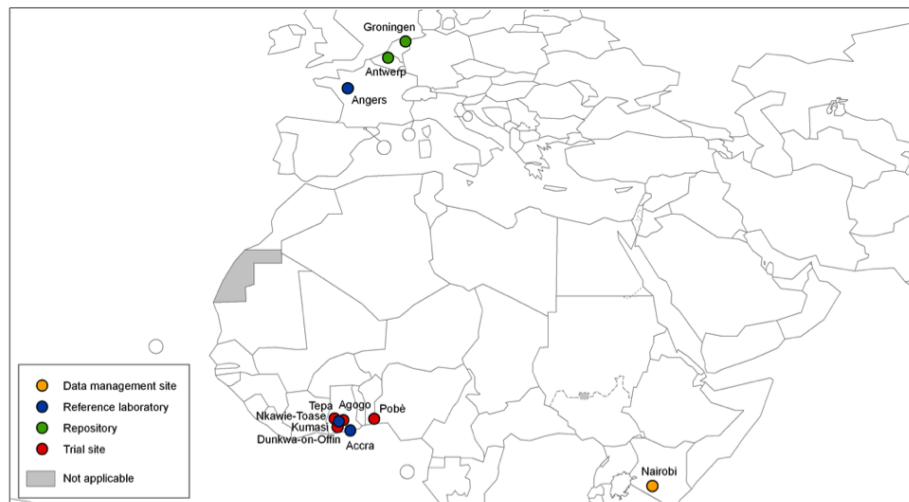 Groningen
Antwerp
Angers
Tepa
Agogo
Pobè
Nkawie-Toase
Kumasi
Dunkwa-on-Offin
Accra
Nairobi
Data management site
Reference laboratory
Repository
Trial site
Not applicable